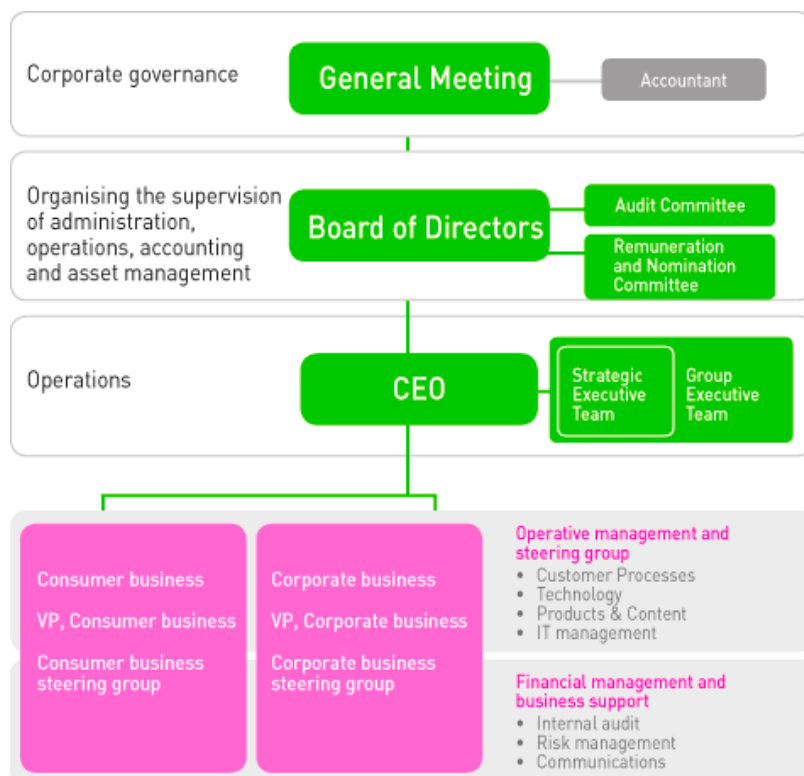 Corporate governance
General Meeting
Accountant
Organising the supervision
of administration,
operations, accounting
and asset management
Board of Directors
Audit Committee
Remuneration
and Nomination
Committee
Operations
CEO
Strategic
Executive
Team
Group
Executive
Team
Consumer business
VP, Consumer business
Consumer business
steering group
Corporate business
VP, Corporate business
Corporate business
steering group
Operative management and
steering group
• Customer Processes
• Technology
• Products & Content
• IT management
Financial management and
business support
• Internal audit
• Risk management
• Communications